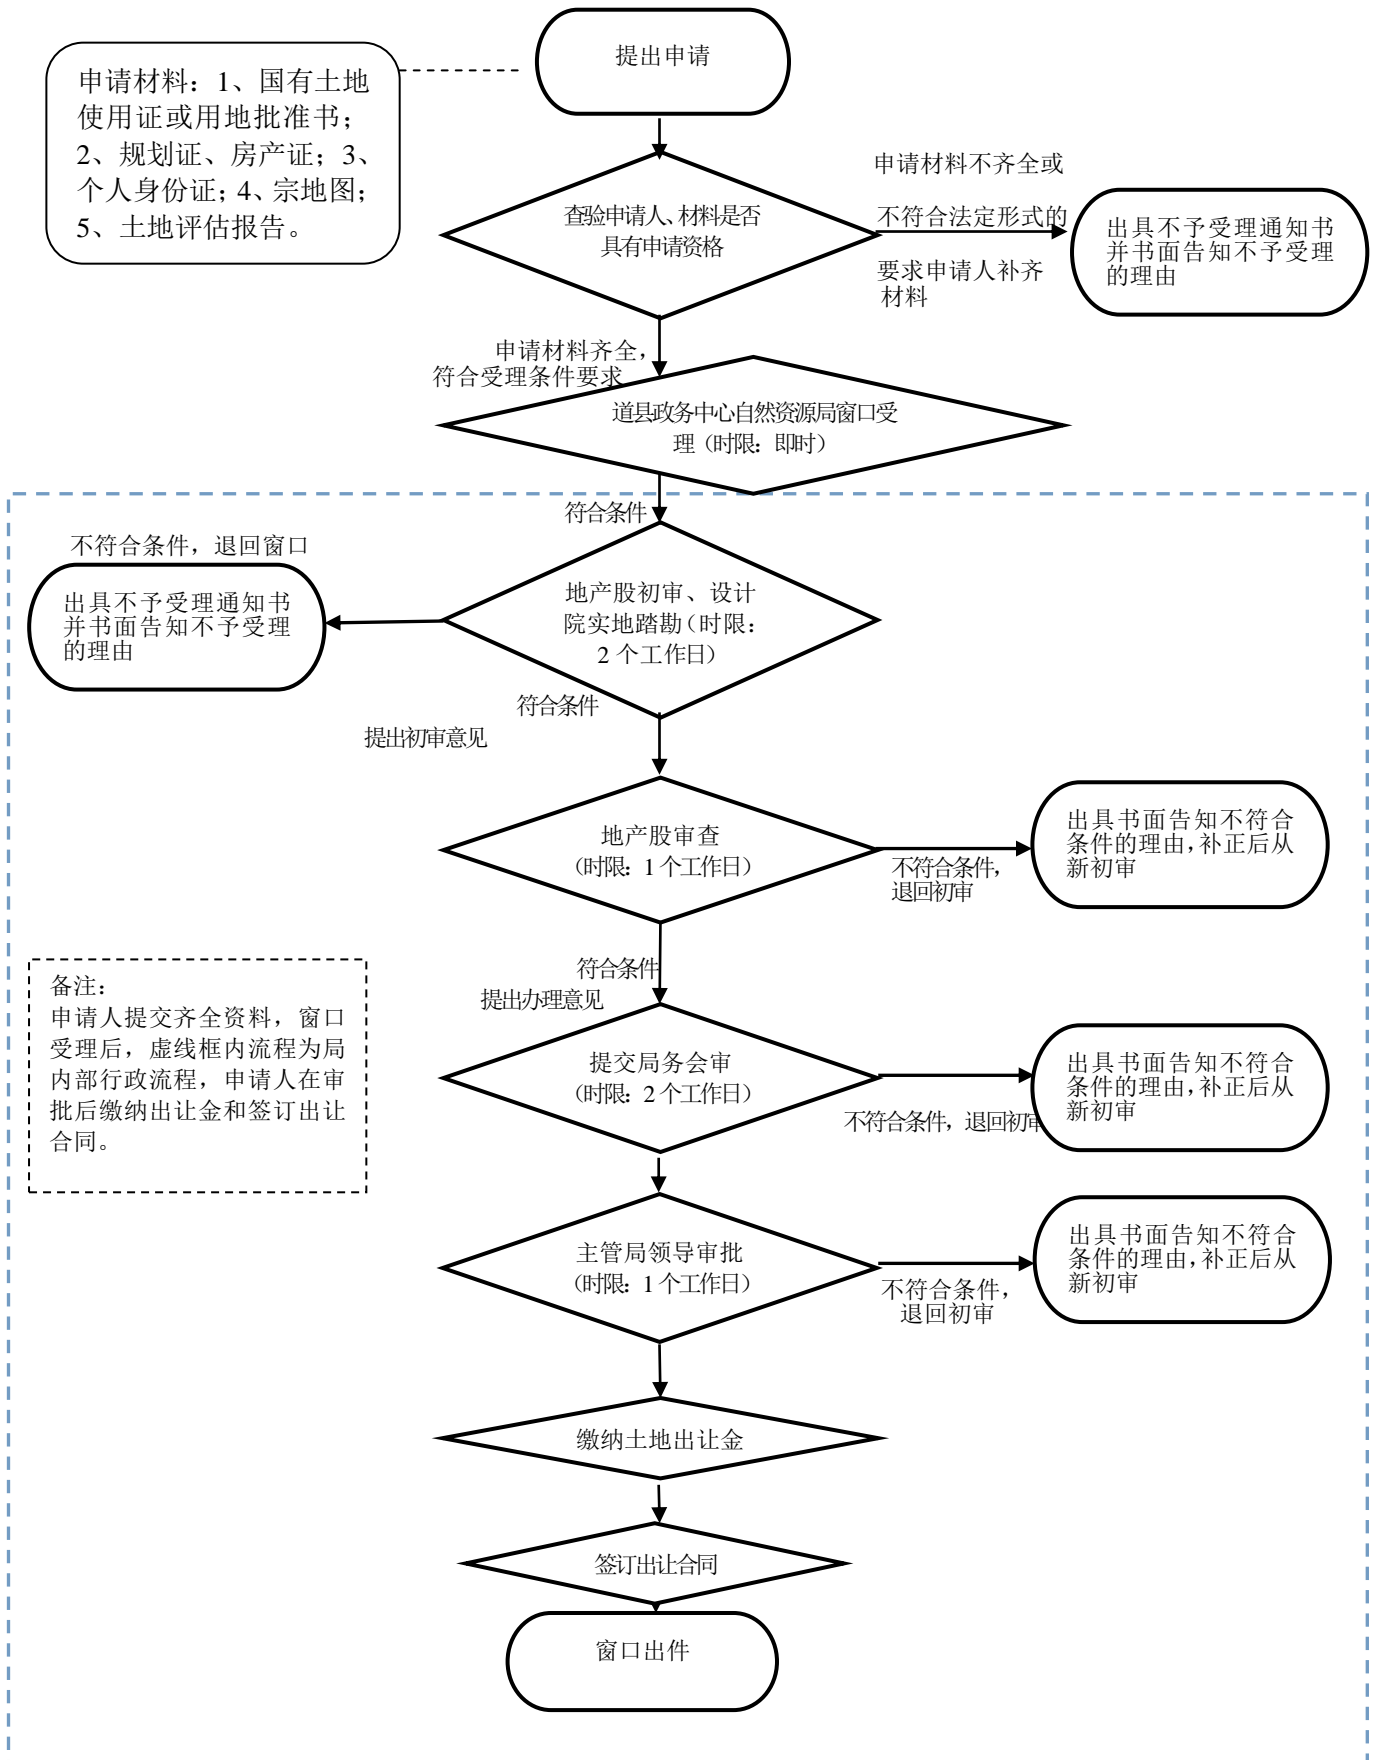 提出申请
申请材料：1、国有土地
使用证或用地批准书；
2、规划证、房产证；3、
个人身份证；4、宗地图；
5、土地评估报告。
查验申请人、材料是否
具有申请资格
申请材料不齐全或
不符合法定形式的
要求申请人补齐
材料
出具不予受理通知书
并书面告知不予受理
的理由
申请材料齐全，
符合受理条件要求
道县政务中心自然资源局窗口受
理（时限：即时）
符合条件
不符合条件，退回窗口
出具不予受理通知书
并书面告知不予受理
的理由
地产股初审、设计
院实地踏勘（时限：
2 个工作日）
符合条件
提出初审意见
地产股审查
（时限：1 个工作日）
不符合条件，
退回初审
出具书面告知不符合
条件的理由，补正后从
新初审
符合条件
提出办理意见
提交局务会审
（时限：2 个工作日）
不符合条件，退回初审
出具书面告知不符合
条件的理由，补正后从
新初审
备注：
申请人提交齐全资料，窗口
受理后，虚线框内流程为局
内部行政流程，申请人在审
批后缴纳出让金和签订出让
合同。
主管局领导审批
（时限：1 个工作日）
不符合条件，
退回初审
出具书面告知不符合
条件的理由，补正后从
新初审
缴纳土地出让金
签订出让合同
窗口出件